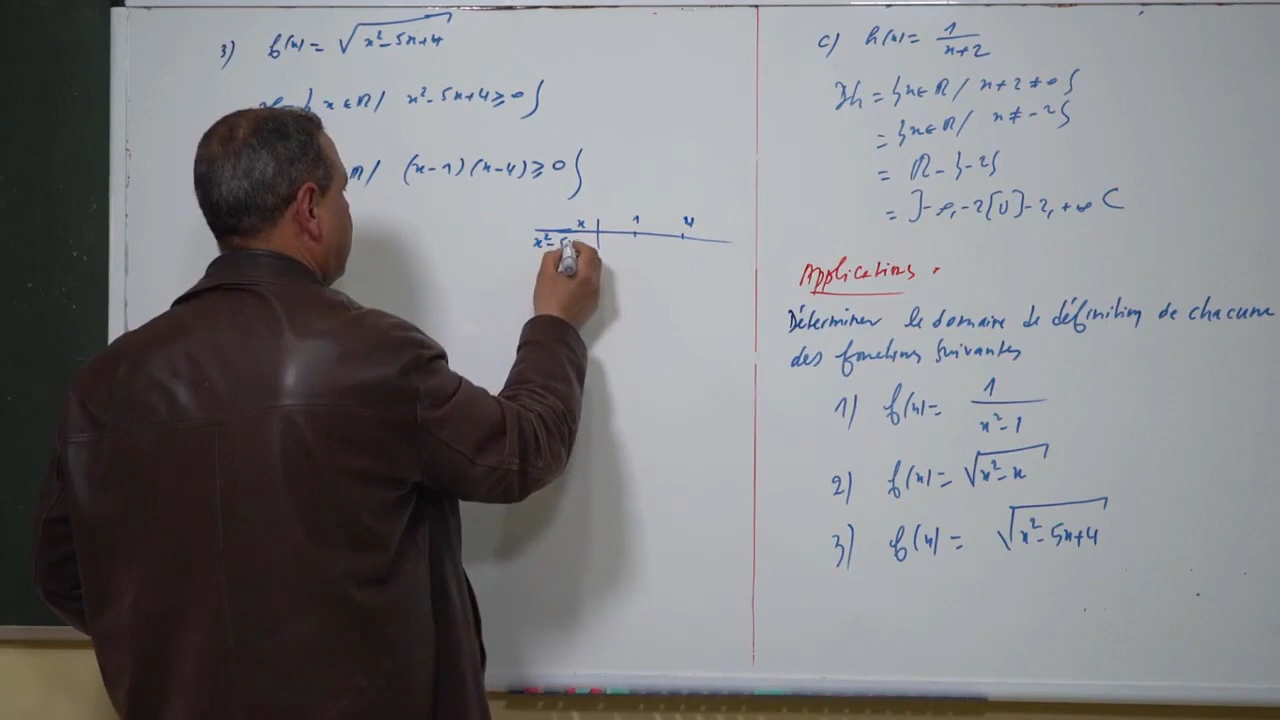 3) f(x) = √(x² - 5x + 4)
x ∈ ℝ / x² - 5x + 4 ≥ 0}
ℝ / (x - 1)(x - 4) ≥ 0}
x | 1 4
x² - 5
c) h(x) = 1/(x+2)
Dh = {x ∈ ℝ / x + 2 ≠ 0}
= {x ∈ ℝ / x ≠ -2}
= ℝ - {-2}
= ]-∞, -2[ U ]-2, +∞[
Applications.
Déterminer le domaine de définition de chacune
des fonctions suivantes
1) f(x) = 1/(x² - 1)
2) f(x) = √(x² - x)
3) f(x) = √(x² - 5x + 4)